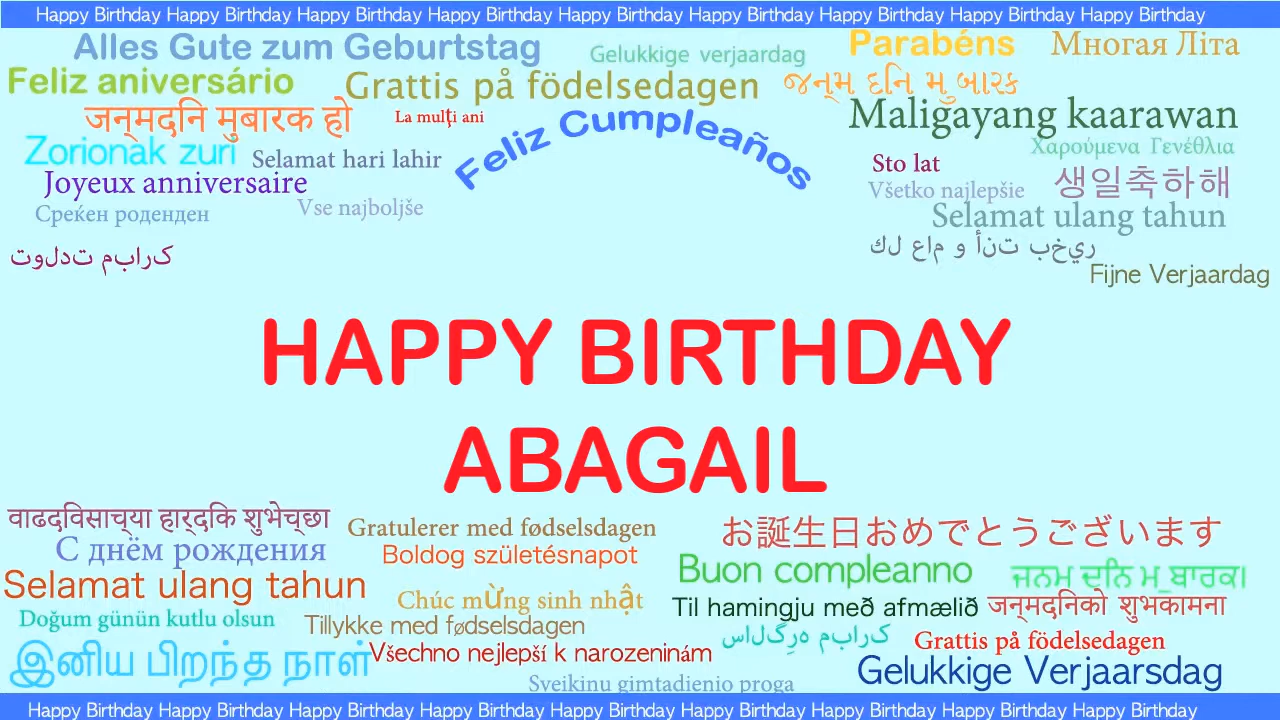 Happy Birthday Happy Birthday Happy Birthday Happy Birthday Happy Birthday Happy Birthday Happy Birthday Happy Birthday Happy Birthday
Alles Gute zum Geburtstag
Gelukkige verjaardag
Parabéns
Многая Літа
Feliz aniversário
Grattis på födelsedagen
જન્મ દિન મુબારક
जन्मदिन मुबारक हो
La mulţi ani
Feliz Cumpleaños
Maligayang kaarawan
Zorionak zuri
Selamat hari lahir
Sto lat
Χαρούμενα Γενέθλια
Joyeux anniversaire
Všetko najlepšie
생일축하해
Среќен роденден
Vse najboljše
Selamat ulang tahun
تولدت مبارک
كل عام و أنت بخير
Fijne Verjaardag
HAPPY BIRTHDAY
ABAGAIL
वाढदिवसाच्या हार्दिक शुभेच्छा
Gratulerer med fødselsdagen
お誕生日おめでとうございます
С днём рождения
Boldog születésnapot
Buon compleanno
ਜਨਮ ਦਿਨ ਮੁਬਾਰਕ।
Selamat ulang tahun
Chúc mừng sinh nhật
Til hamingju með afmælið
जन्मदिनको शुभकामना
Doğum günün kutlu olsun
Tillykke med fødselsdagen
سالگرہ مبارک
Grattis på födelsedagen
இனிய பிறந்த நாள்
Všechno nejlepší k narozeninám
Gelukkige Verjaarsdag
Sveikinu gimtadienio proga
Happy Birthday Happy Birthday Happy Birthday Happy Birthday Happy Birthday Happy Birthday Happy Birthday Happy Birthday Happy Birthday